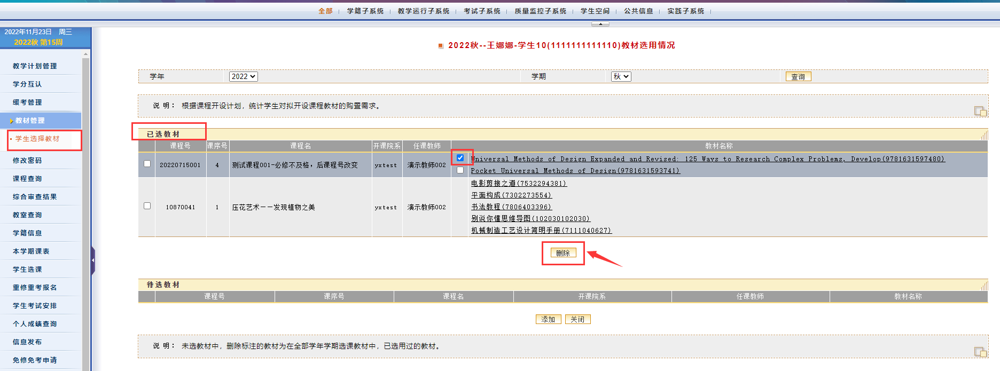 全部 学籍子系统 教学运行子系统 考试子系统 质量监控子系统 学生空间 公共信息 实践子系统
2022年11月23日 周三
2022秋 第15周
教学计划管理
学分互认
缓考管理
教材管理
学生选择教材
修改密码
课程查询
综合审查结果
教室查询
学籍信息
本学期课表
学生选课
重修重考报名
学生考试安排
个人成绩查询
信息发布
免修免考申请
2022秋--王娜娜-学生10(1111111111110)教材选用情况
学年 2022 学期 秋 查询
说 明： 根据课程开设计划，统计学生对拟开设课程教材的购置需求。
已选教材
课程号 课序号 课程名 开课院系 任课教师 教材名称
20220715001 4 测试课程001-必修不及格，后课程号改变 yxtest 演示教师002
Universal Methods of Design Expanded and Revised: 125 Ways to Research Complex Problems, Develop(9781631597480)
Pocket Universal Methods of Design(9781631593741)
10870041 1 压花艺术——发现植物之美 yxtest 演示教师002
电影剪接之道(7532294381)
平面构成(7302273554)
书法教程(7806403396)
别说你懂思维导图(102030102030)
机械制造工艺设计简明手册(7111040627)
删除
待选教材
课程号 课序号 课程名 开课院系 任课教师 教材名称
添加 关闭
说 明： 未选教材中，删除标注的教材为在全部学年学期选课教材中，已选用过的教材。